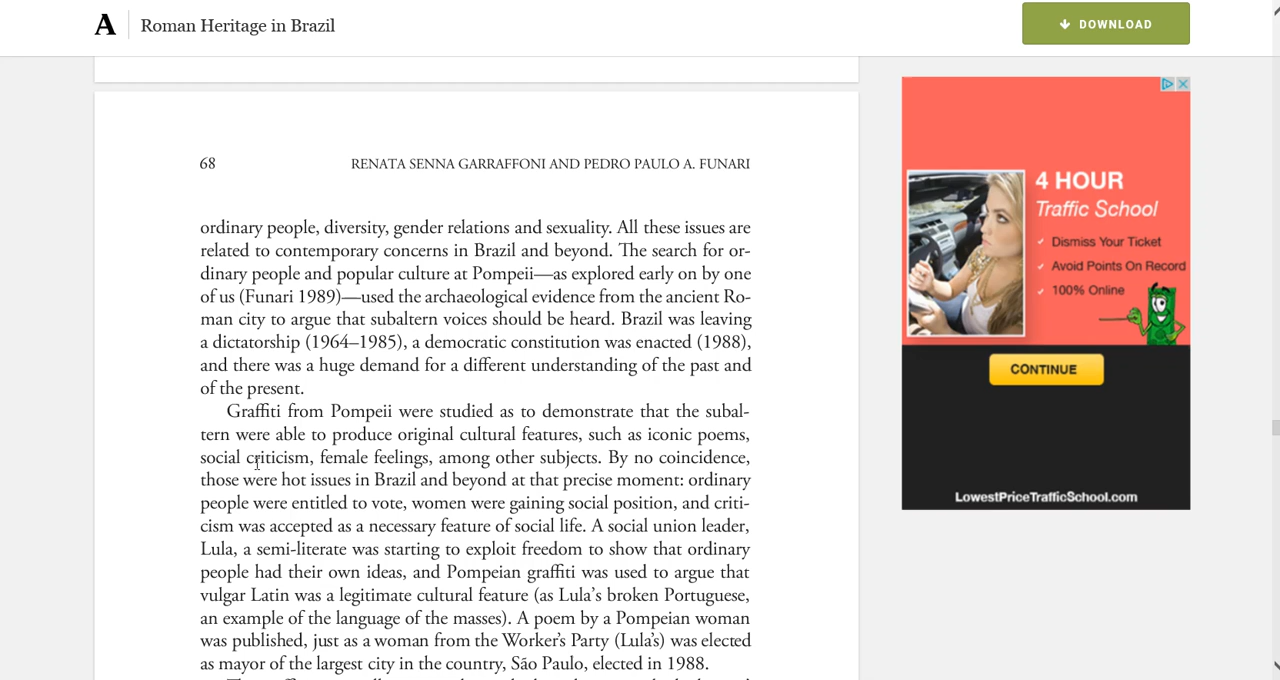 A
Roman Heritage in Brazil
DOWNLOAD
68
RENATA SENNA GARRAFFONI AND PEDRO PAULO A. FUNARI
ordinary people, diversity, gender relations and sexuality. All these issues are
related to contemporary concerns in Brazil and beyond. The search for or-
dinary people and popular culture at Pompeii—as explored early on by one
of us (Funari 1989)—used the archaeological evidence from the ancient Ro-
man city to argue that subaltern voices should be heard. Brazil was leaving
a dictatorship (1964–1985), a democratic constitution was enacted (1988),
and there was a huge demand for a different understanding of the past and
of the present.
Graffiti from Pompeii were studied as to demonstrate that the subal-
tern were able to produce original cultural features, such as iconic poems,
social criticism, female feelings, among other subjects. By no coincidence,
those were hot issues in Brazil and beyond at that precise moment: ordinary
people were entitled to vote, women were gaining social position, and criti-
cism was accepted as a necessary feature of social life. A social union leader,
Lula, a semi-literate was starting to exploit freedom to show that ordinary
people had their own ideas, and Pompeian graffiti was used to argue that
vulgar Latin was a legitimate cultural feature (as Lula's broken Portuguese,
an example of the language of the masses). A poem by a Pompeian woman
was published, just as a woman from the Worker's Party (Lula's) was elected
as mayor of the largest city in the country, São Paulo, elected in 1988.
4 HOUR
Traffic School
Dismiss Your Ticket
Avoid Points On Record
100% Online
CONTINUE
LowestPriceTrafficSchool.com